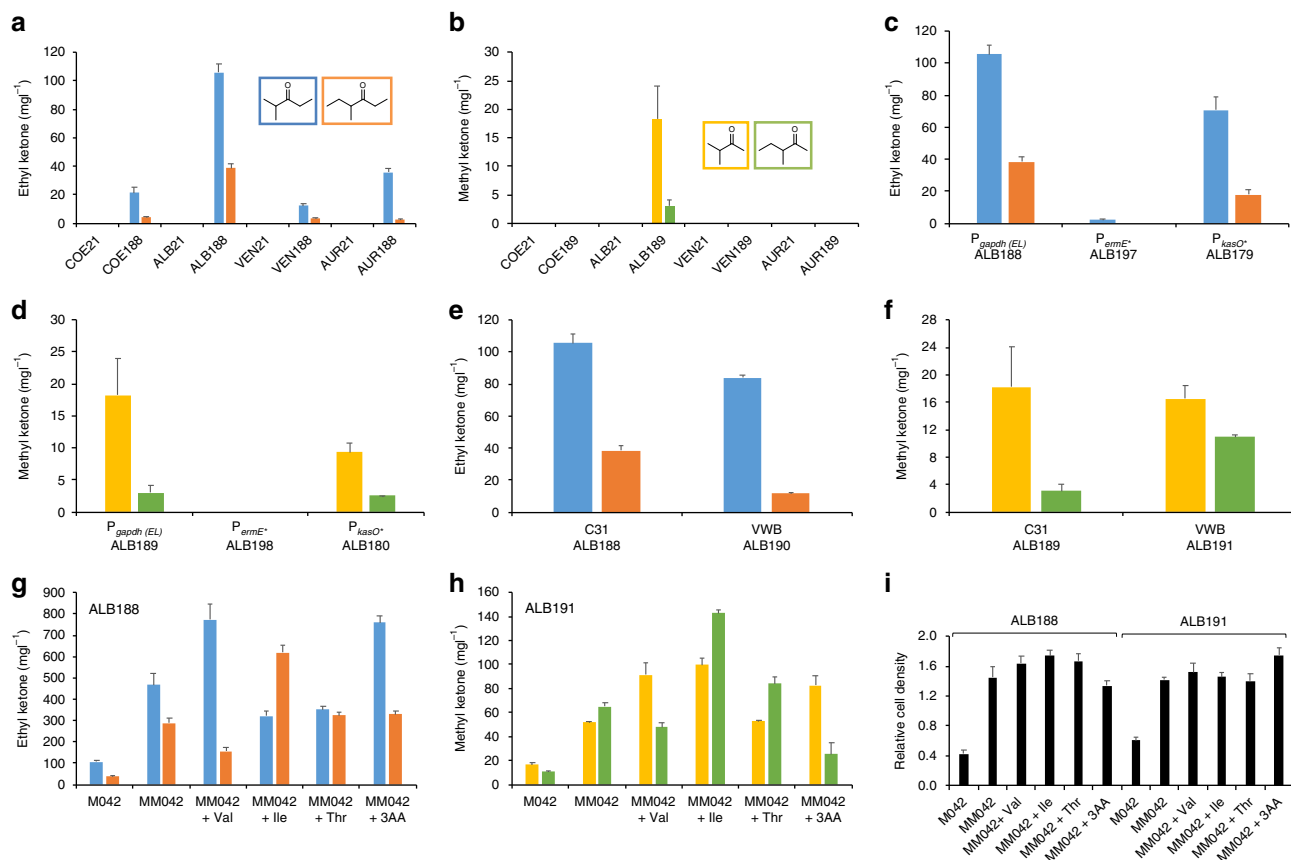 a
Ethyl ketone (mgl−1)
120
100
80
60
40
20
0
O
O
COE21
COE188
ALB21
ALB188
VEN21
VEN188
AUR21
AUR188
b
Methyl ketone (mgl−1)
30
25
20
15
10
5
0
O
O
COE21
COE189
ALB21
ALB189
VEN21
VEN189
AUR21
AUR189
c
Ethyl ketone (mgl−1)
120
100
80
60
40
20
0
Pgapdh (EL) PermE* PkasO*
ALB188 ALB197 ALB179
d
Methyl ketone (mgl−1)
30
25
20
15
10
5
0
Pgapdh (EL) PermE* PkasO*
ALB189 ALB198 ALB180
e
Ethyl ketone (mgl−1)
120
100
80
60
40
20
0
C31 VWB
ALB188 ALB190
f
Methyl ketone (mgl−1)
28
24
20
16
12
8
4
0
C31 VWB
ALB189 ALB191
g
ALB188
Ethyl ketone (mgl−1)
900
800
700
600
500
400
300
200
100
0
M042 MM042 MM042 MM042 MM042 MM042
+ Val + Ile + Thr + 3AA
h
ALB191
Methyl ketone (mgl−1)
160
140
120
100
80
60
40
20
0
M042 MM042 MM042 MM042 MM042 MM042
+ Val + Ile + Thr + 3AA
i
ALB188 ALB191
Relative cell density
2.0
1.6
1.2
0.8
0.4
0.0
M042
MM042
MM042 + Val
MM042 + Ile
MM042 + Thr
MM042 + 3AA
M042
MM042
MM042 + Val
MM042 + Ile
MM042 + Thr
MM042 + 3AA